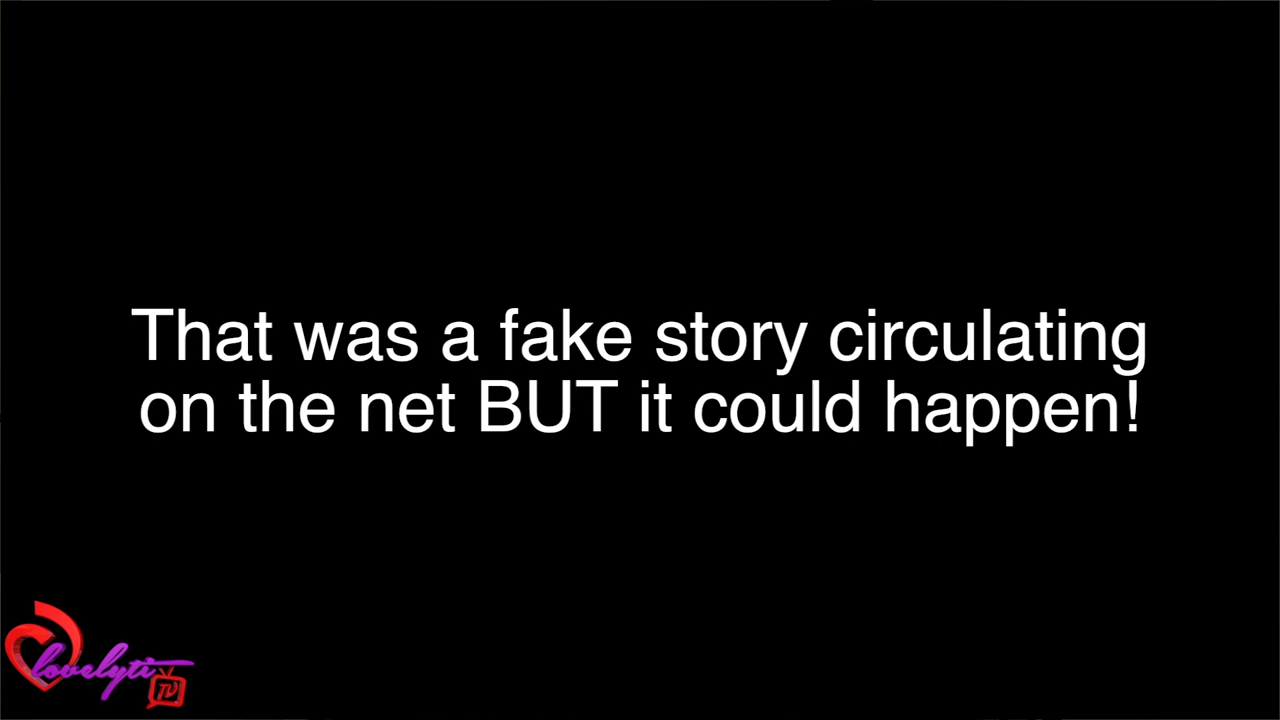 That was a fake story circulating
on the net BUT it could happen!
lovelyti
TV